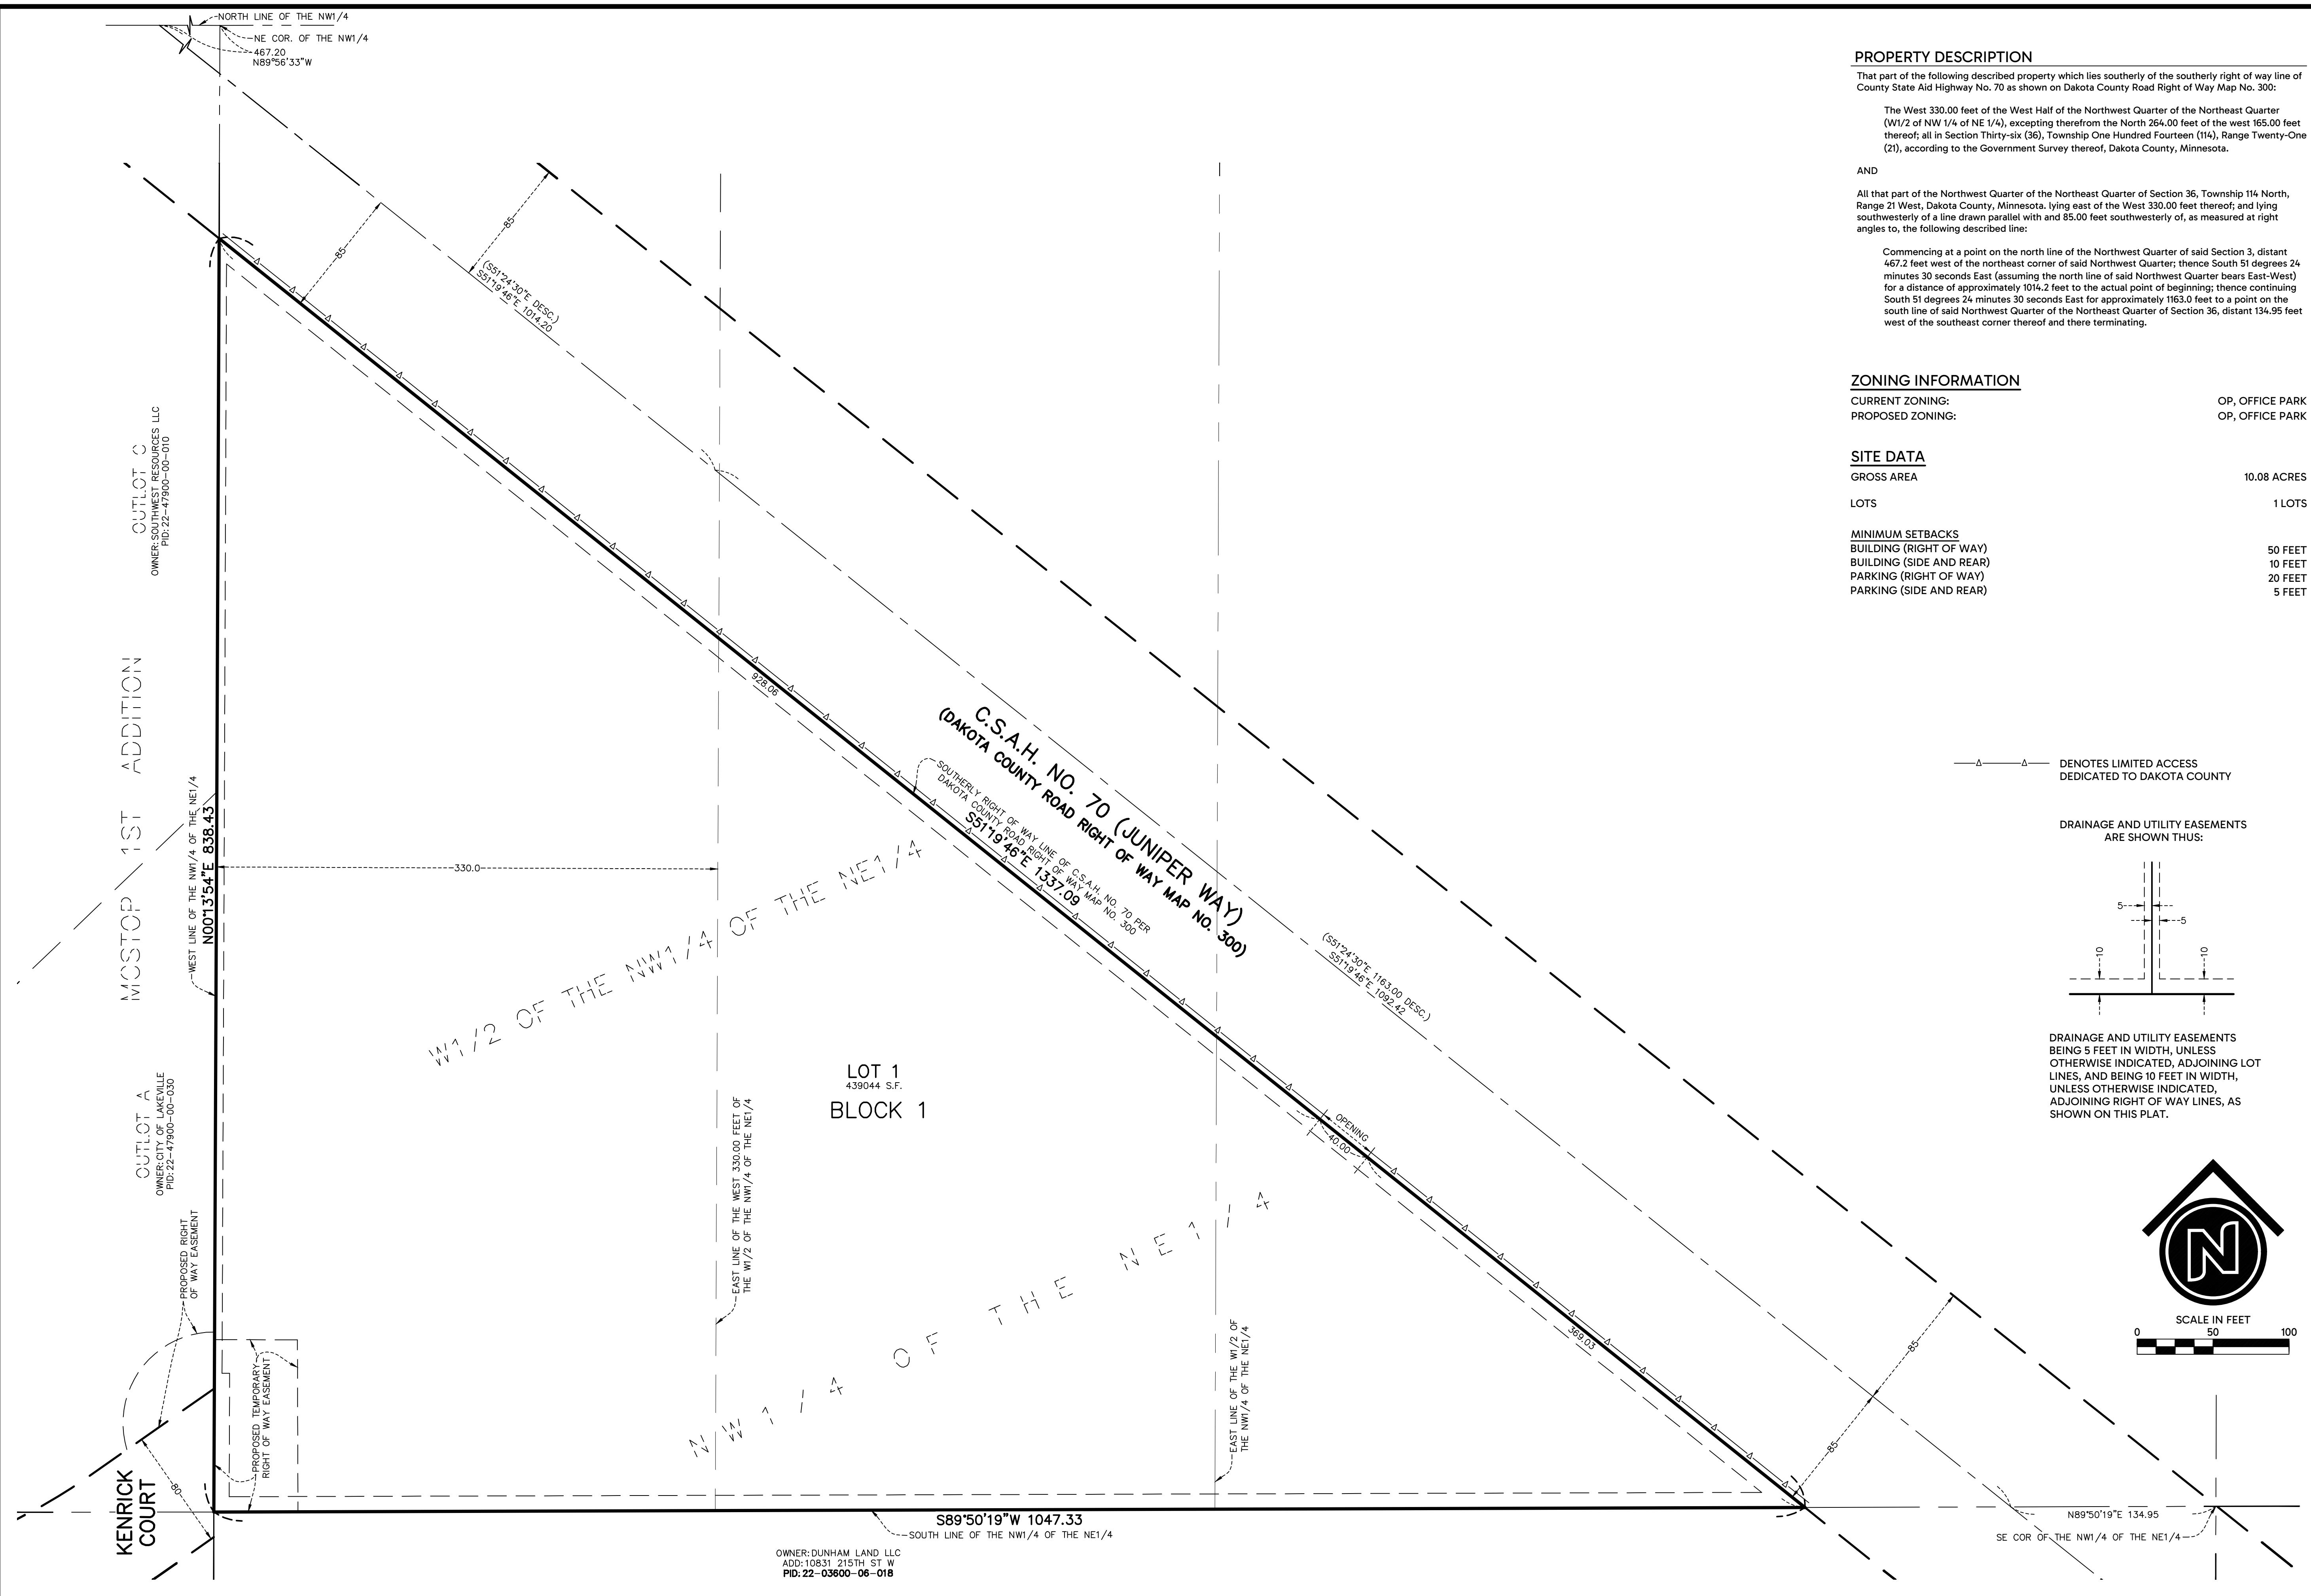 NORTH LINE OF THE NW1/4
NE COR. OF THE NW1/4
467.20
N89°56'33"W
PROPERTY DESCRIPTION
That part of the following described property which lies southerly of the southerly right of way line of
County State Aid Highway No. 70 as shown on Dakota County Road Right of Way Map No. 300:
The West 330.00 feet of the West Half of the Northwest Quarter of the Northeast Quarter
(W1/2 of NW 1/4 of NE 1/4), excepting therefrom the North 264.00 feet of the west 165.00 feet
thereof; all in Section Thirty-six (36), Township One Hundred Fourteen (114), Range Twenty-One
(21), according to the Government Survey thereof, Dakota County, Minnesota.
AND
All that part of the Northwest Quarter of the Northeast Quarter of Section 36, Township 114 North,
Range 21 West, Dakota County, Minnesota. lying east of the West 330.00 feet thereof; and lying
southwesterly of a line drawn parallel with and 85.00 feet southwesterly of, as measured at right
angles to, the following described line:
Commencing at a point on the north line of the Northwest Quarter of said Section 3, distant
467.2 feet west of the northeast corner of said Northwest Quarter; thence South 51 degrees 24
minutes 30 seconds East (assuming the north line of said Northwest Quarter bears East-West)
for a distance of approximately 1014.2 feet to the actual point of beginning; thence continuing
South 51 degrees 24 minutes 30 seconds East for approximately 1163.0 feet to a point on the
south line of said Northwest Quarter of the Northeast Quarter of Section 36, distant 134.95 feet
west of the southeast corner thereof and there terminating.
ZONING INFORMATION
CURRENT ZONING: OP, OFFICE PARK
PROPOSED ZONING: OP, OFFICE PARK
SITE DATA
GROSS AREA 10.08 ACRES
LOTS 1 LOTS
MINIMUM SETBACKS
BUILDING (RIGHT OF WAY) 50 FEET
BUILDING (SIDE AND REAR) 10 FEET
PARKING (RIGHT OF WAY) 20 FEET
PARKING (SIDE AND REAR) 5 FEET
DENOTES LIMITED ACCESS
DEDICATED TO DAKOTA COUNTY
DRAINAGE AND UTILITY EASEMENTS
ARE SHOWN THUS:
5
5
10
10
DRAINAGE AND UTILITY EASEMENTS
BEING 5 FEET IN WIDTH, UNLESS
OTHERWISE INDICATED, ADJOINING LOT
LINES, AND BEING 10 FEET IN WIDTH,
UNLESS OTHERWISE INDICATED,
ADJOINING RIGHT OF WAY LINES, AS
SHOWN ON THIS PLAT.
N
SCALE IN FEET
0 50 100
85
85
(S51°24'30"E DESC.)
S51°19'46"E 1014.20
OUTLOT C
OWNER: SOUTHWEST RESOURCES LLC
PID: 22-47900-00-010
MOSTOP 1ST ADDITION
WEST LINE OF THE NW1/4 OF THE NE1/4
N00°13'54"E 838.43
330.0
928.06
C.S.A.H. NO. 70 (JUNIPER WAY)
(DAKOTA COUNTY ROAD RIGHT OF WAY MAP NO. 300)
SOUTHERLY RIGHT OF WAY LINE OF C.S.A.H. NO. 70 PER
DAKOTA COUNTY ROAD RIGHT OF WAY MAP NO. 300
S51°19'46"E 1337.09
W1/2 OF THE NW1/4 OF THE NE1/4
(S51°24'30"E 1163.00 DESC.)
S51°19'46"E 1092.42
LOT 1
439044 S.F.
BLOCK 1
OUTLOT A
OWNER: CITY OF LAKEVILLE
PID: 22-47900-00-030
EAST LINE OF THE WEST 330.00 FEET OF
THE W1/2 OF THE NW1/4 OF THE NE1/4
OPENING
40.00
NW1/4 OF THE NE1/4
PROPOSED RIGHT
OF WAY EASEMENT
PROPOSED TEMPORARY
RIGHT OF WAY EASEMENT
EAST LINE OF THE W1/2 OF
THE NW1/4 OF THE NE1/4
369.03
85
85
KENRICK
COURT
80
S89°50'19"W 1047.33
SOUTH LINE OF THE NW1/4 OF THE NE1/4
N89°50'19"E 134.95
SE COR OF THE NW1/4 OF THE NE1/4
OWNER: DUNHAM LAND LLC
ADD: 10831 215TH ST W
PID: 22-03600-06-018